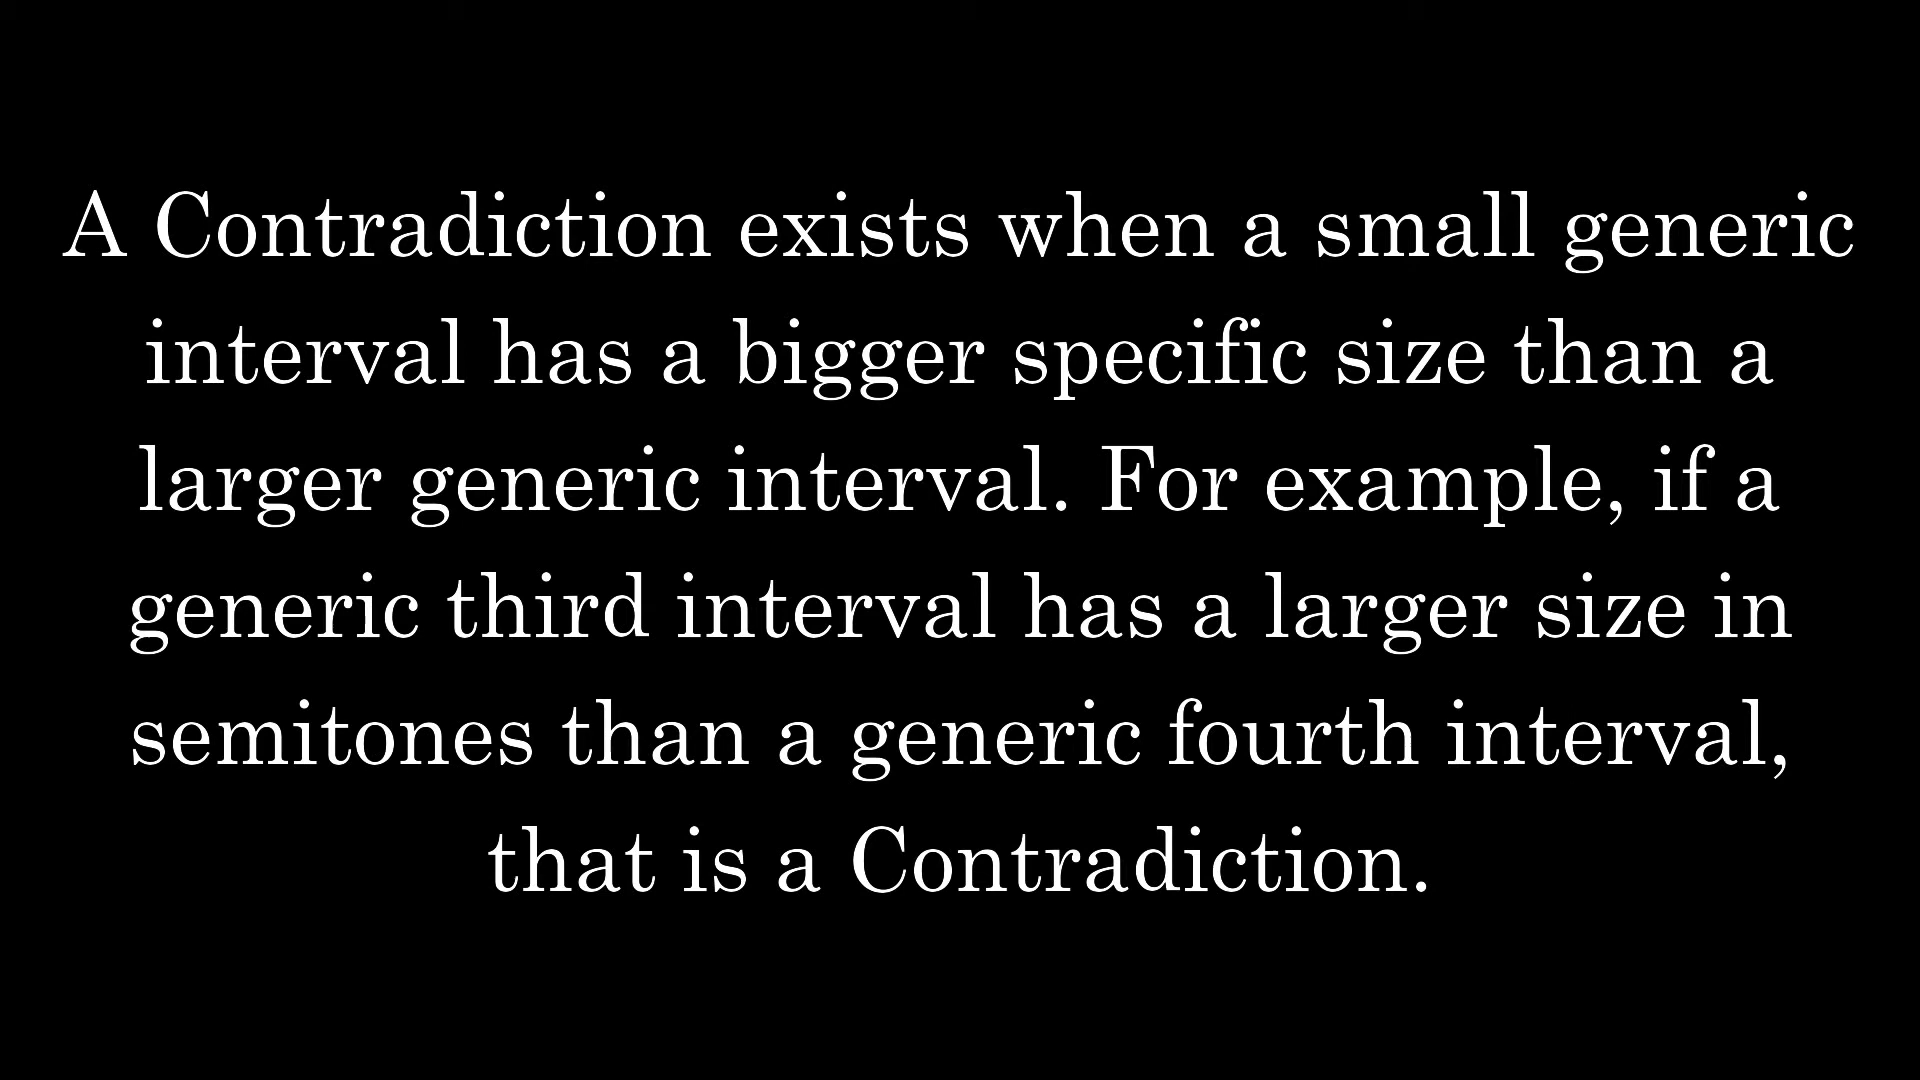 A Contradiction exists when a small generic
interval has a bigger specific size than a
larger generic interval. For example, if a
generic third interval has a larger size in
semitones than a generic fourth interval,
that is a Contradiction.